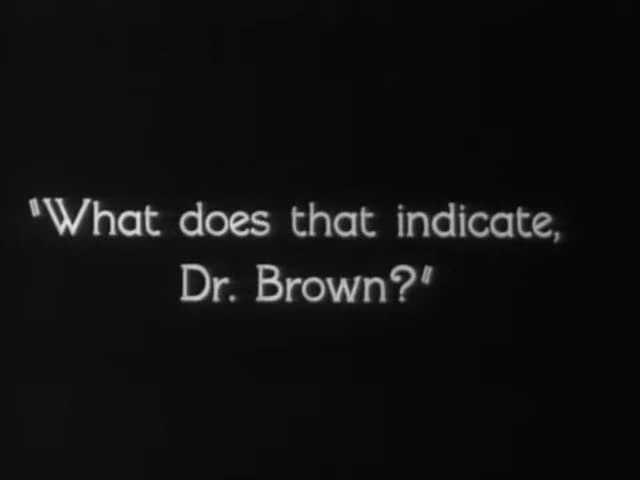 "What does that indicate,
Dr. Brown?"